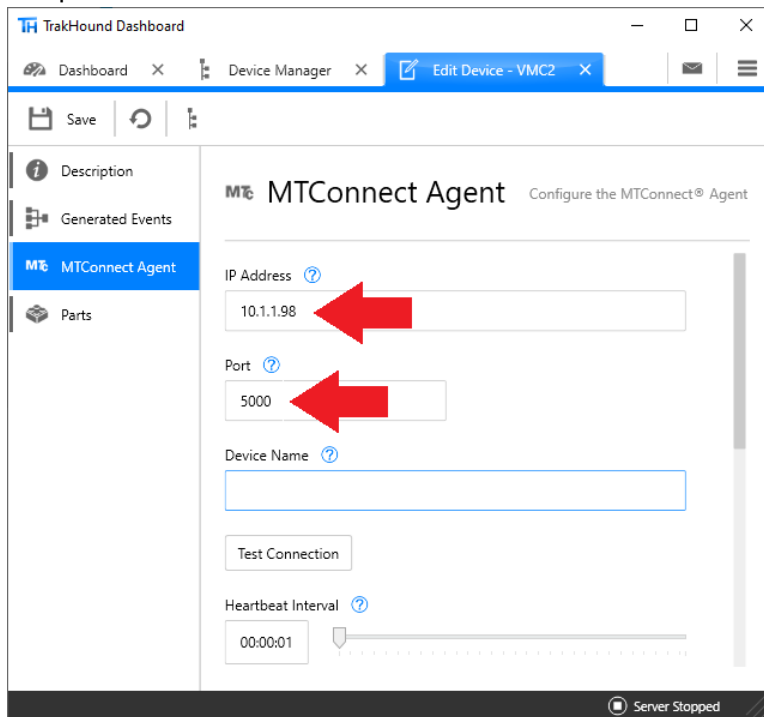 TH TrakHound Dashboard
Dashboard
Device Manager
Edit Device - VMC2
Save
Description
Generated Events
MTC MTConnect Agent
Parts
MTC MTConnect Agent Configure the MTConnect® Agent
IP Address ?
10.1.1.98
Port ?
5000
Device Name ?
Test Connection
Heartbeat Interval ?
00:00:01
Server Stopped